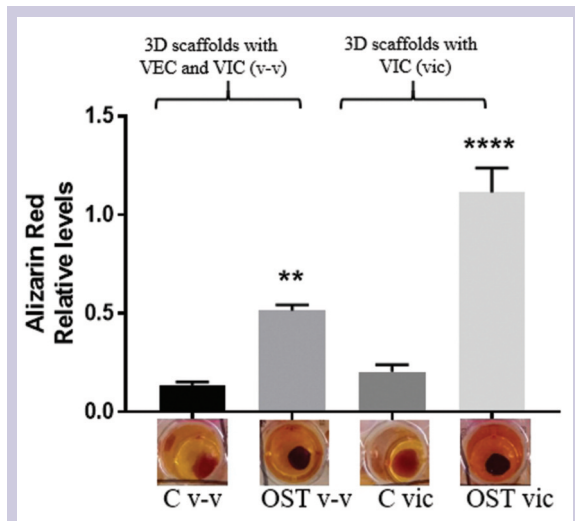 3D scaffolds with
VEC and VIC (v-v)
3D scaffolds with
VIC (vic)
Alizarin Red
Relative levels
1.5
1.0
0.5
0.0
**
****
C v-v
OST v-v
C vic
OST vic